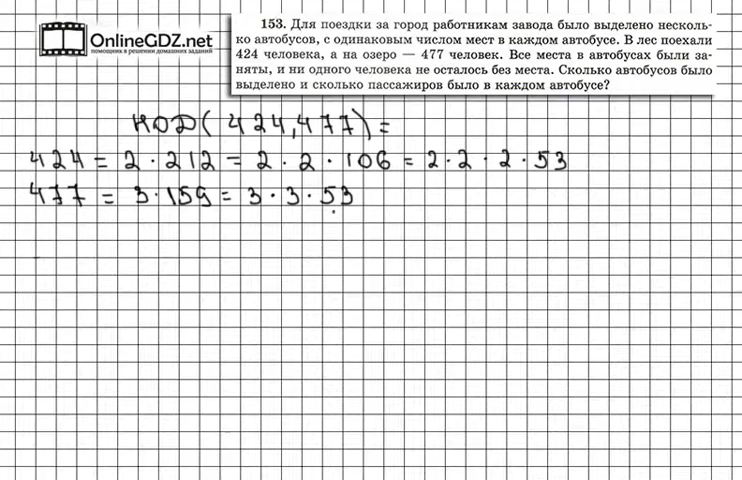 OnlineGDZ.net
помощник в решении домашних заданий
153. Для поездки за город работникам завода было выделено несколь-
ко автобусов, с одинаковым числом мест в каждом автобусе. В лес поехали
424 человека, а на озеро — 477 человек. Все места в автобусах были за-
няты, и ни одного человека не осталось без места. Сколько автобусов было
выделено и сколько пассажиров было в каждом автобусе?
НОД(424,477)=
424 = 2·212 = 2·2·106 = 2·2·2·53
477 = 3·159 = 3·3·53